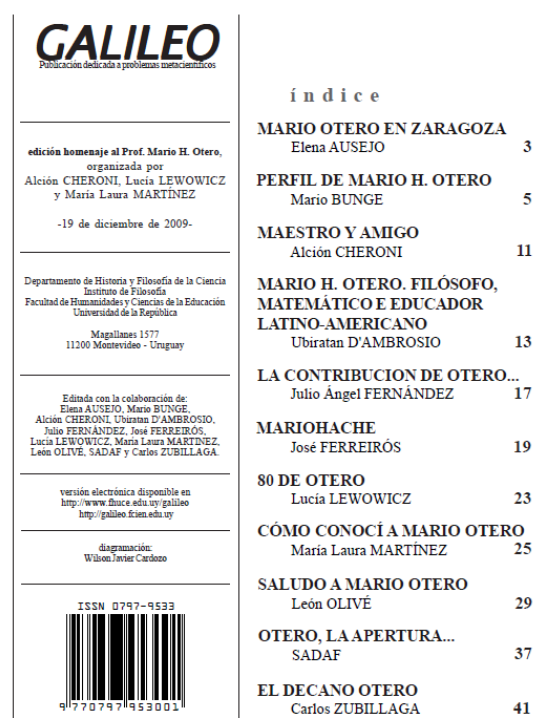 GALILEO
Publicación dedicada a problemas metacientíficos
edición homenaje al Prof. Mario H. Otero,
organizada por
Alción CHERONI, Lucía LEWOWICZ
y María Laura MARTÍNEZ
-19 de diciembre de 2009-
Departamento de Historia y Filosofía de la Ciencia
Instituto de Filosofía
Facultad de Humanidades y Ciencias de la Educación
Universidad de la República
Magallanes 1577
11200 Montevideo - Uruguay
Editada con la colaboración de:
Elena AUSEJO, Mario BUNGE,
Alción CHERONI, Ubiratan D'AMBROSIO,
Julio FERNÁNDEZ, José FERREIRÓS,
Lucía LEWOWICZ, María Laura MARTINEZ,
León OLIVÉ, SADAF y Carlos ZUBILLAGA.
versión electrónica disponible en
http://www.fhuce.edu.uy/galileo
http://galileo.fcien.edu.uy
diagramación:
Wilson Javier Cardozo
ISSN 0797-9533
9 770797 953001
índice
MARIO OTERO EN ZARAGOZA
Elena AUSEJO 3
PERFIL DE MARIO H. OTERO
Mario BUNGE 5
MAESTRO Y AMIGO
Alción CHERONI 11
MARIO H. OTERO. FILÓSOFO,
MATEMÁTICO E EDUCADOR
LATINO-AMERICANO
Ubiratan D'AMBROSIO 13
LA CONTRIBUCION DE OTERO...
Julio Ángel FERNÁNDEZ 17
MARIOHACHE
José FERREIRÓS 19
80 DE OTERO
Lucía LEWOWICZ 23
CÓMO CONOCÍ A MARIO OTERO
María Laura MARTÍNEZ 25
SALUDO A MARIO OTERO
León OLIVÉ 29
OTERO, LA APERTURA...
SADAF 37
EL DECANO OTERO
Carlos ZUBILLAGA 41